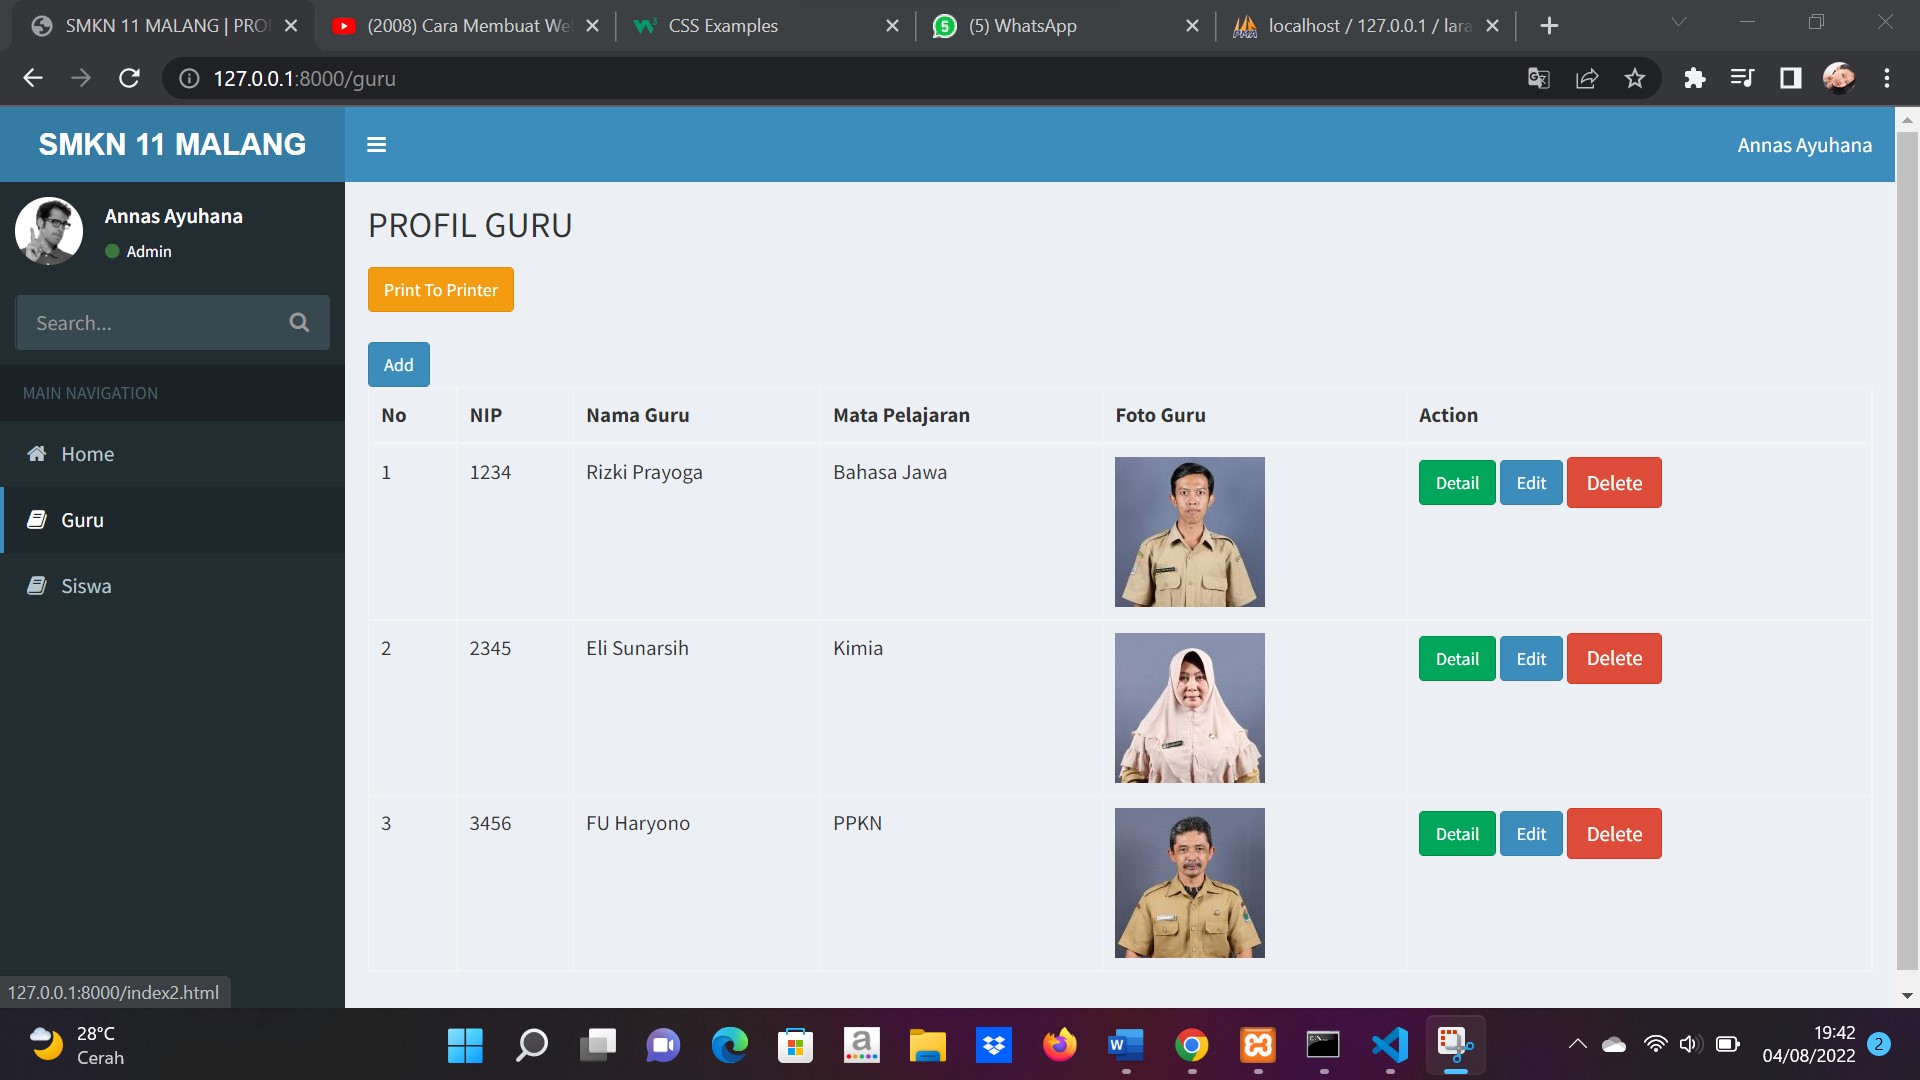 SMKN 11 MALANG | PRO
(2008) Cara Membuat We
CSS Examples
(5) WhatsApp
localhost / 127.0.0.1 / lara
127.0.0.1:8000/guru
SMKN 11 MALANG
Annas Ayuhana
Annas Ayuhana
Admin
Search...
MAIN NAVIGATION
Home
Guru
Siswa
PROFIL GURU
Print To Printer
Add
No NIP Nama Guru Mata Pelajaran Foto Guru Action
1 1234 Rizki Prayoga Bahasa Jawa Detail Edit Delete
2 2345 Eli Sunarsih Kimia Detail Edit Delete
3 3456 FU Haryono PPKN Detail Edit Delete
127.0.0.1:8000/index2.html
28°C
Cerah
19:42
04/08/2022
2